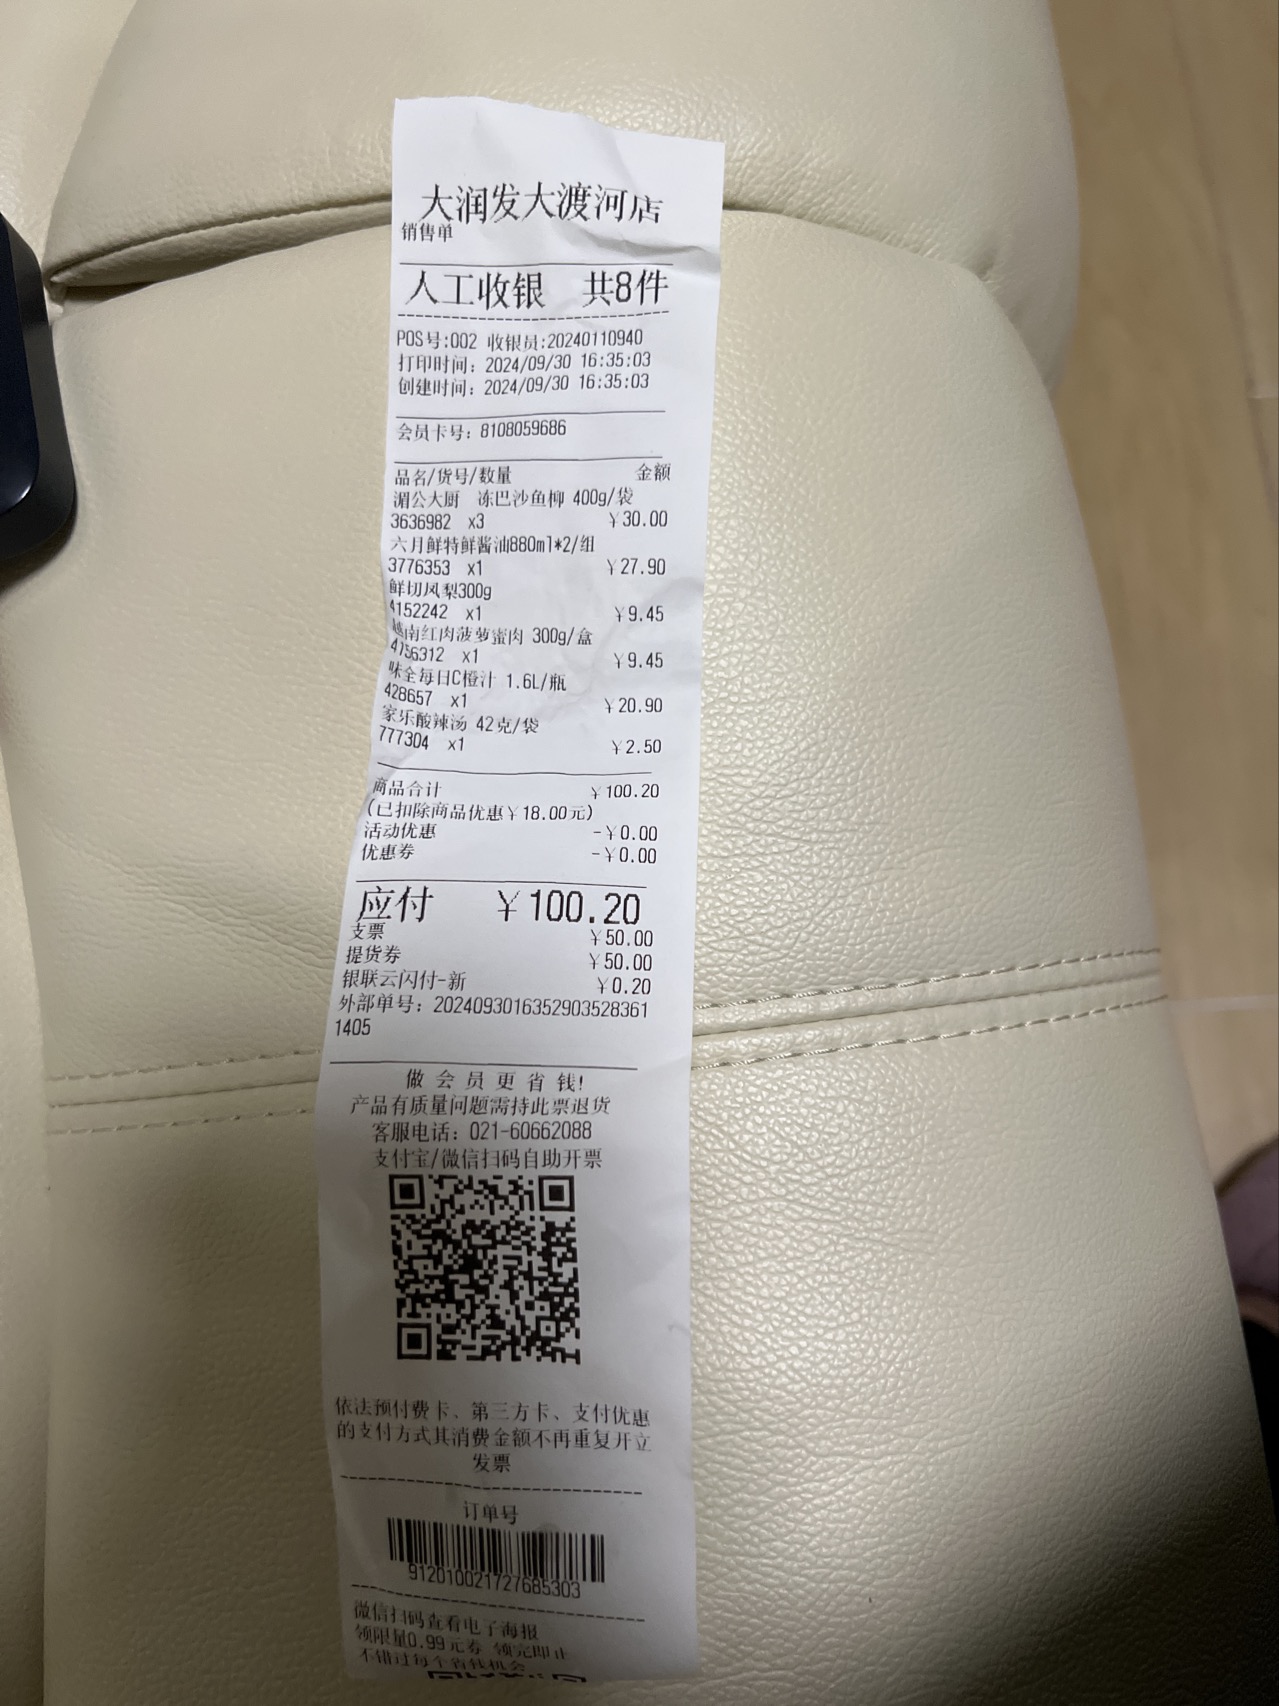 大润发大渡河店
销售单
人工收银 共8件
POS号:002 收银员:20240110940
打印时间: 2024/09/30 16:35:03
创建时间: 2024/09/30 16:35:03
会员卡号: 8108059686
品名/货号/数量 金额
湄公大厨 冻巴沙鱼柳 400g/袋
3636982 x3 ¥30.00
六月鲜特鲜酱油880ml*2/组
3776353 x1 ¥27.90
鲜切凤梨300g
4152242 x1 ¥9.45
越南红肉菠萝蜜肉 300g/盒
4156312 x1 ¥9.45
味全每日C橙汁 1.6L/瓶
428657 x1 ¥20.90
家乐酸辣汤 42克/袋
777304 x1 ¥2.50
商品合计 ¥100.20
(已扣除商品优惠¥18.00元)
活动优惠 -¥0.00
优惠券 -¥0.00
应付 ¥100.20
支票 ¥50.00
提货券 ¥50.00
银联云闪付-新 ¥0.20
外部单号: 2024093016352903528361
1405
做会员更省钱!
产品有质量问题需持此票退货
客服电话: 021-60662088
支付宝/微信扫码自助开票
依法预付费卡、第三方卡、支付优惠
的支付方式其消费金额不再重复开立
发票
订单号
912010021727685303
微信扫码查看电子海报
领限量0.99元券 领完即止
不错过每个省钱机会